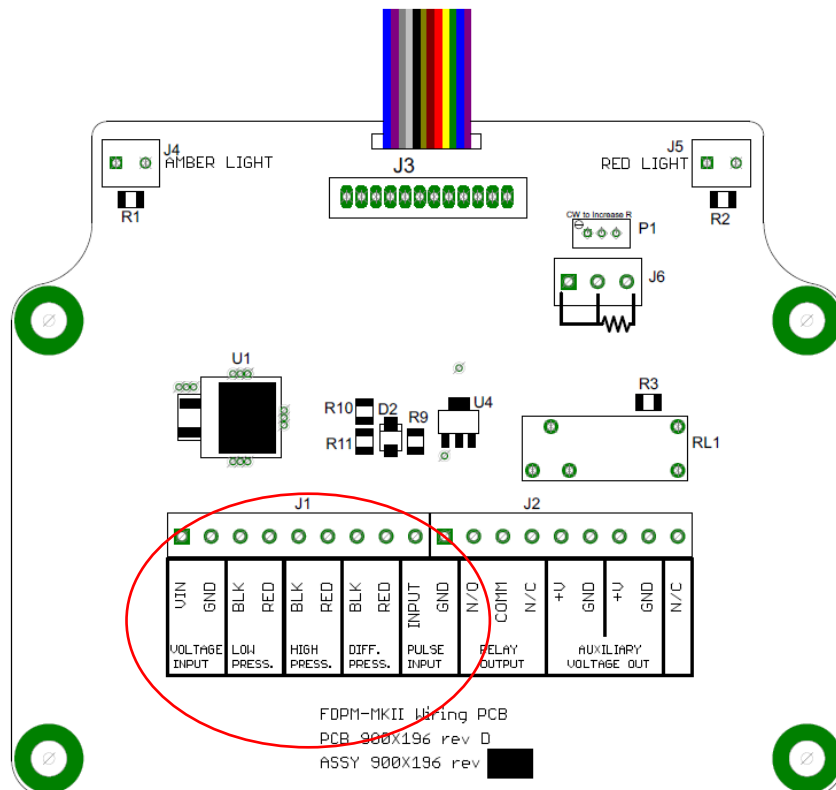 J4
AMBER LIGHT
J3
J5
RED LIGHT
R1
R2
CW to Increase R
P1
J6
U1
R10
D2
R9
U4
R11
R3
RL1
J1
J2
VIN
GND
BLK
RED
BLK
RED
BLK
RED
INPUT
GND
N/O
COMM
N/C
+V
GND
+V
GND
N/C
VOLTAGE
INPUT
LOW
PRESS.
HIGH
PRESS.
DIFF.
PRESS.
PULSE
INPUT
RELAY
OUTPUT
AUXILIARY
VOLTAGE OUT
FDPM-MKII Wiring PCB
PCB 900X196 rev D
ASSY 900X196 rev